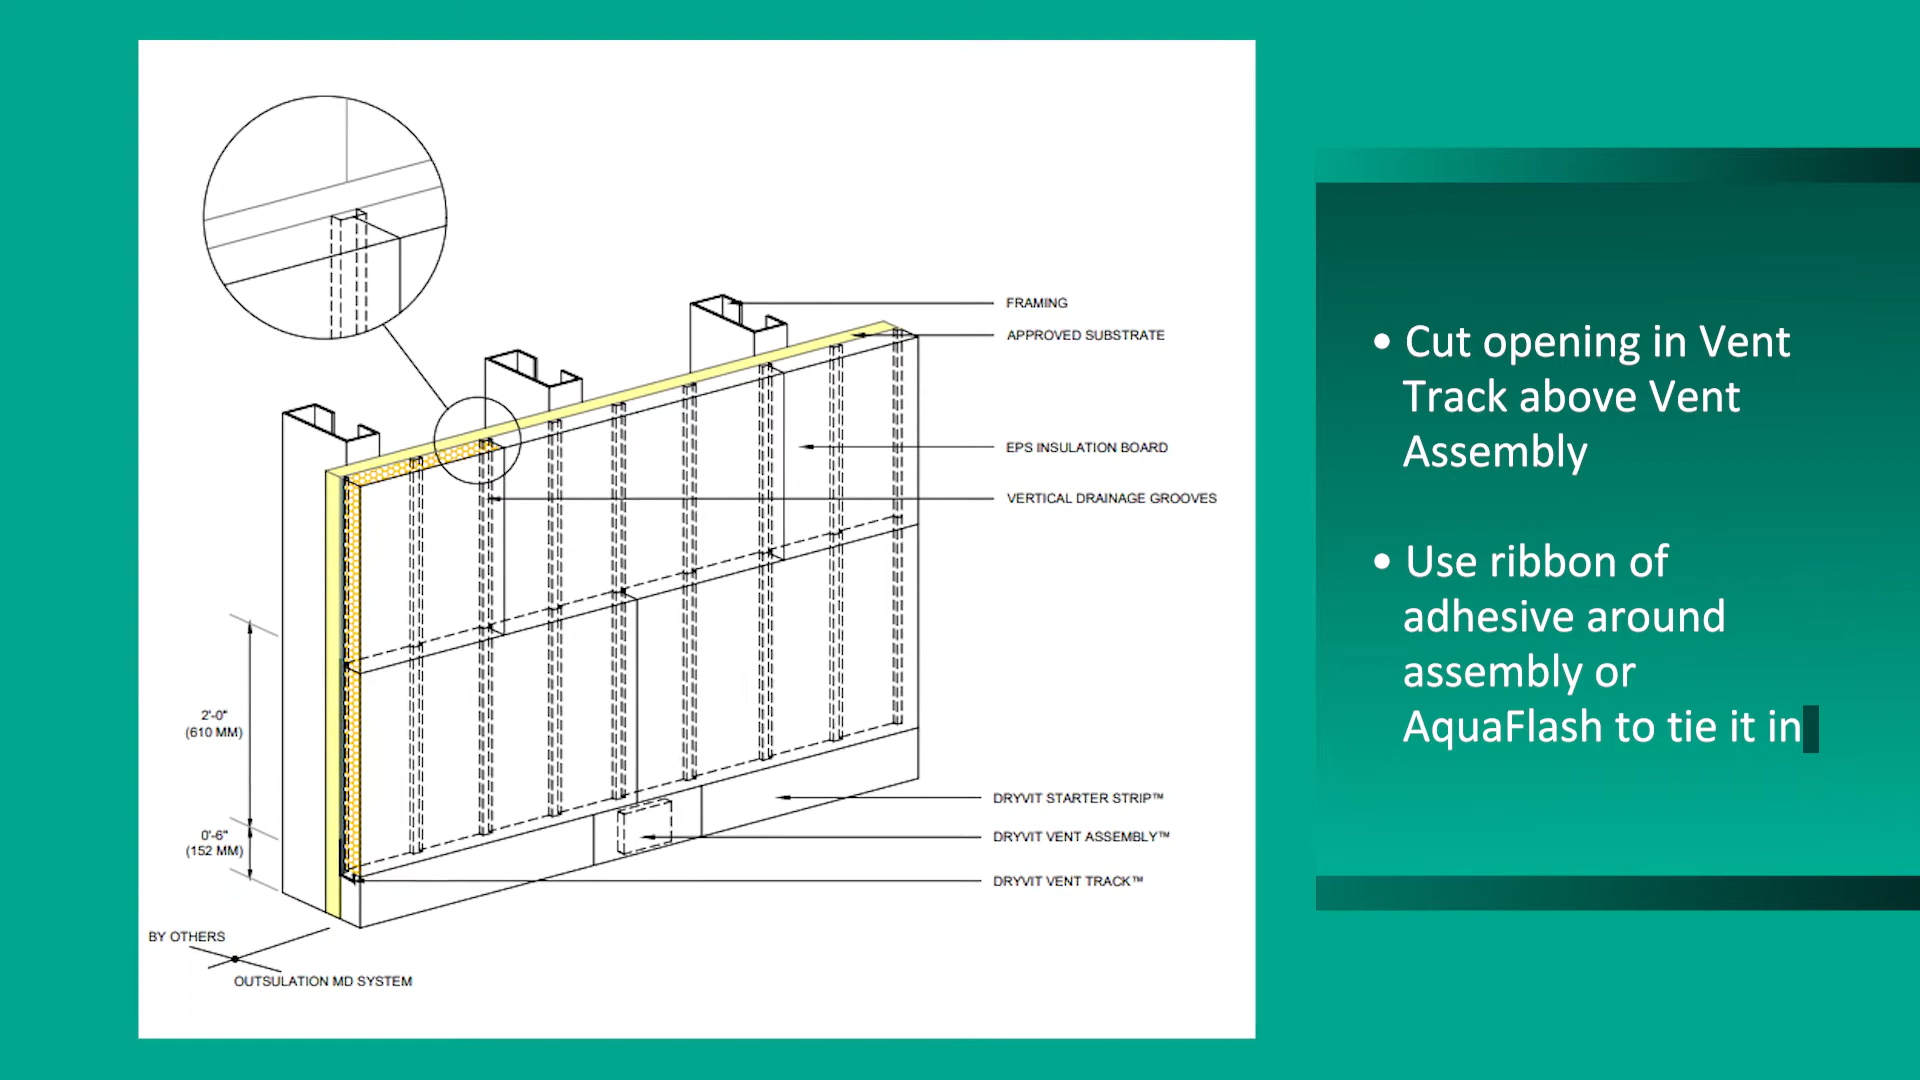 FRAMING
APPROVED SUBSTRATE
EPS INSULATION BOARD
VERTICAL DRAINAGE GROOVES
2'-0"
(610 MM)
0'-6"
(152 MM)
DRYVIT STARTER STRIP™
DRYVIT VENT ASSEMBLY™
DRYVIT VENT TRACK™
BY OTHERS
OUTSULATION MD SYSTEM
• Cut opening in Vent
Track above Vent
Assembly
• Use ribbon of
adhesive around
assembly or
AquaFlash to tie it in